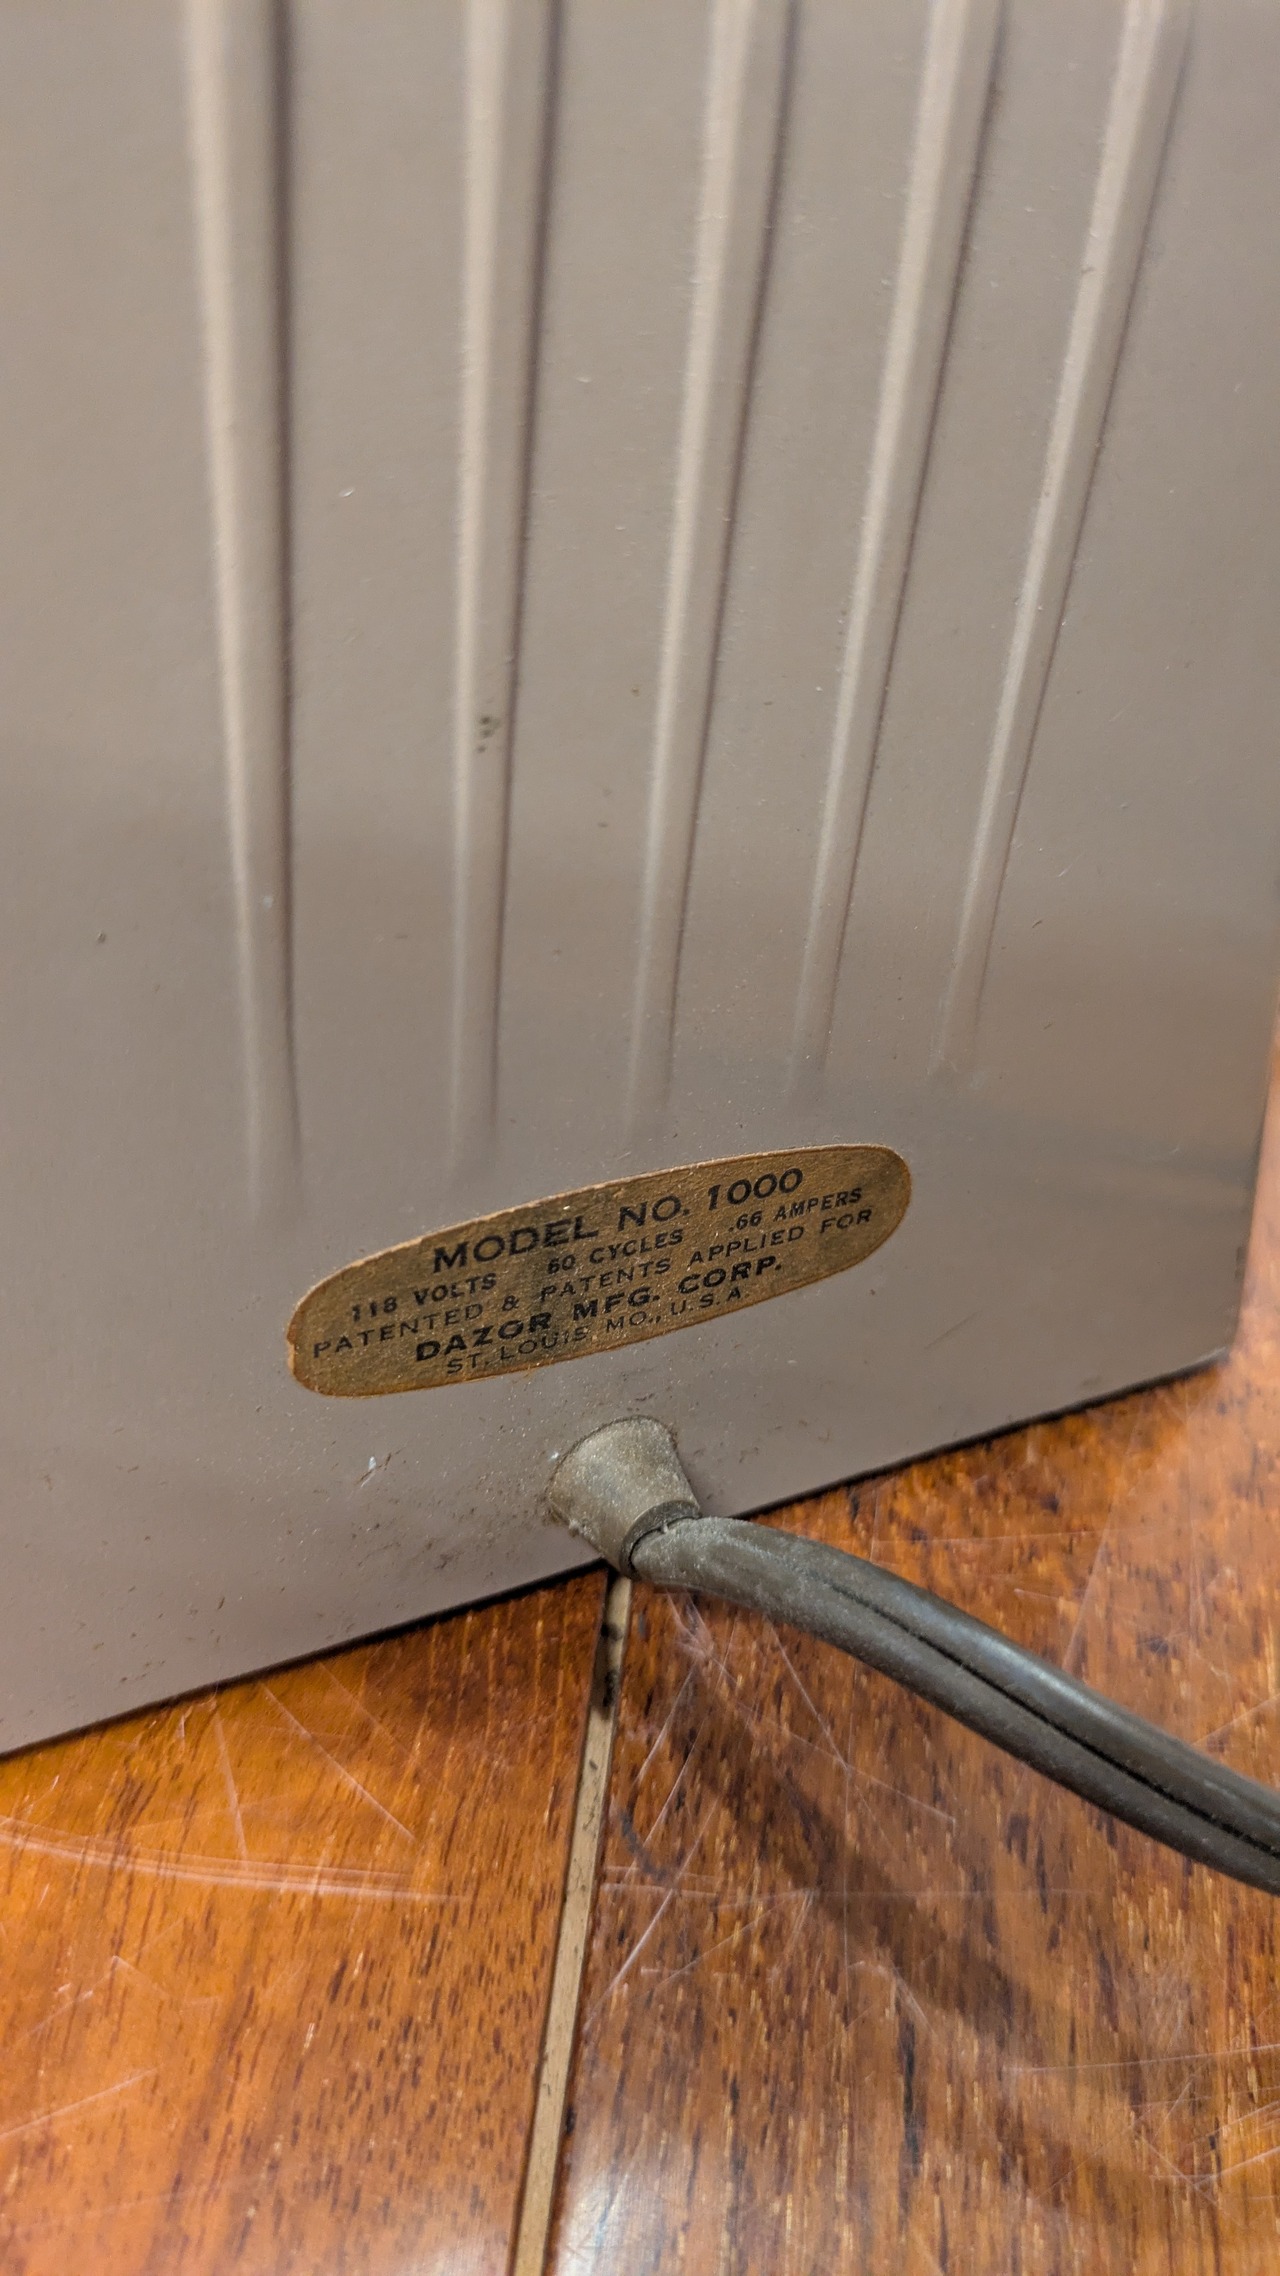 MODEL NO. 1000
118 VOLTS 60 CYCLES .66 AMPERS
PATENTED & PATENTS APPLIED FOR
DAZOR MFG. CORP.
ST. LOUIS MO., U.S.A.